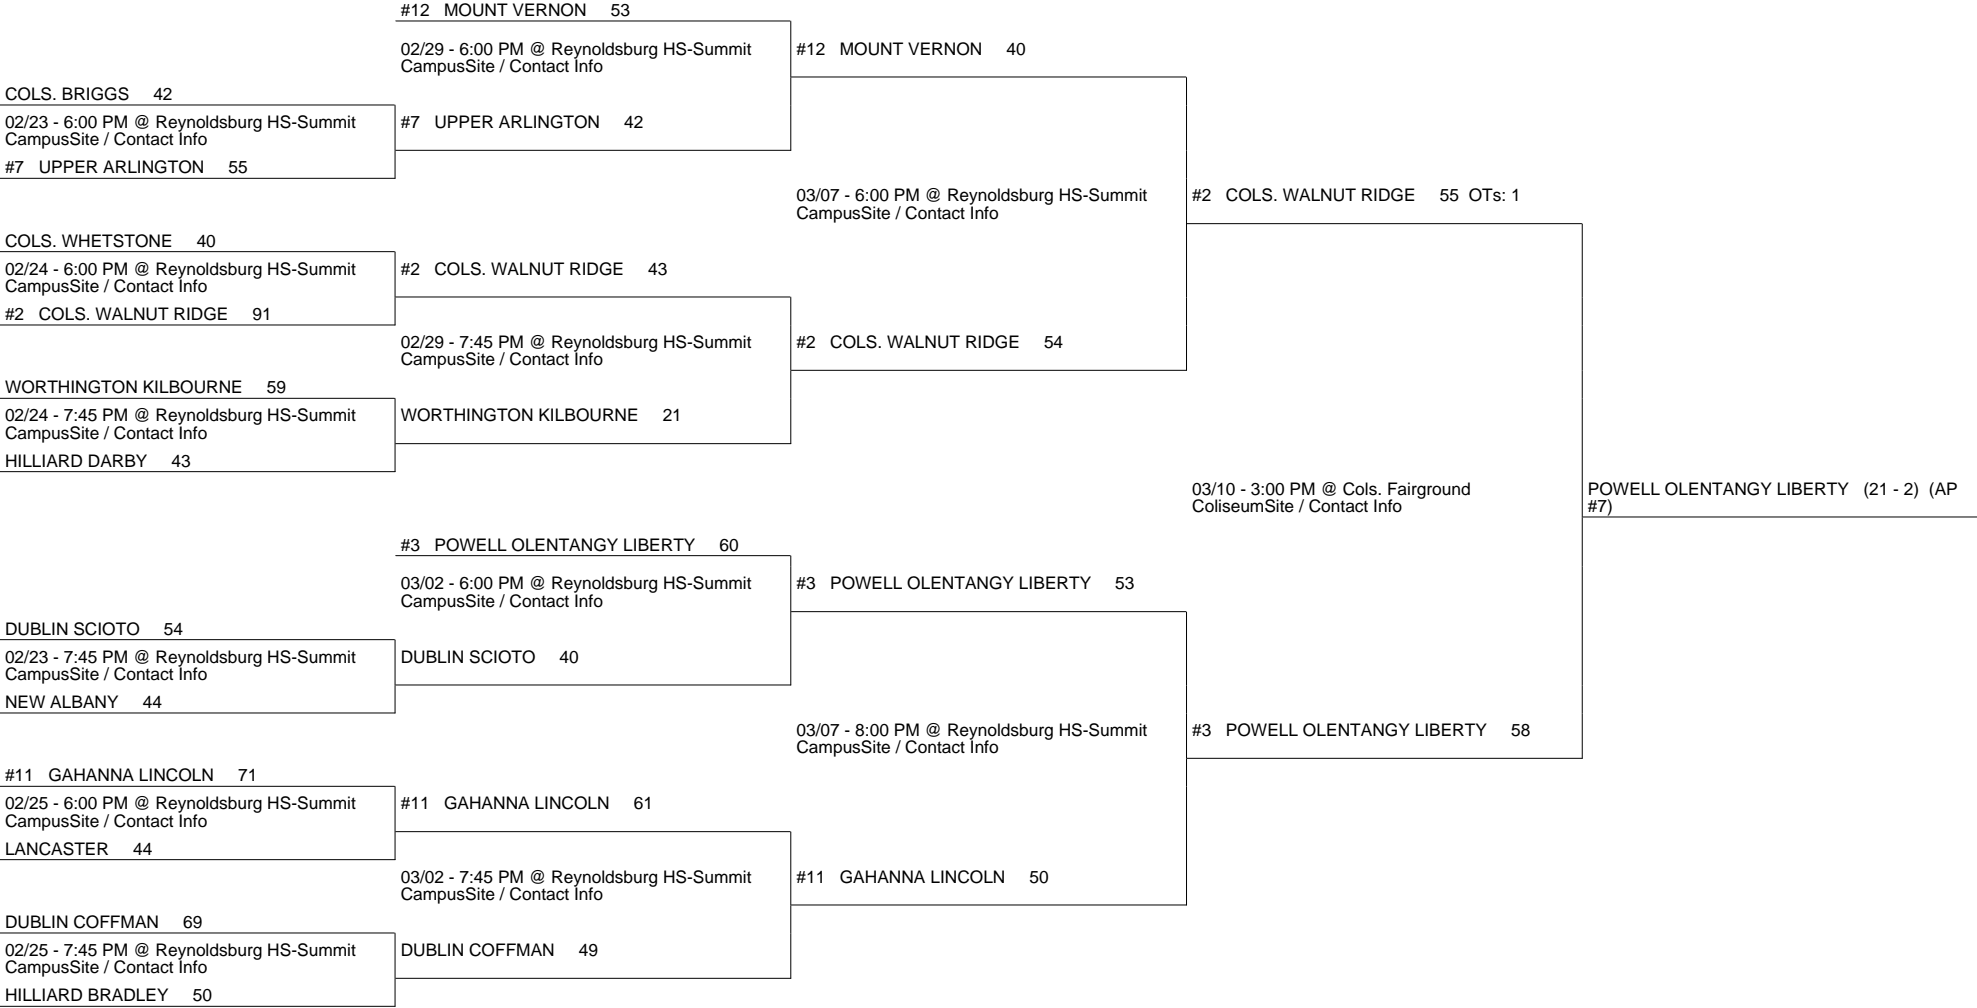 #12 MOUNT VERNON 53
02/29 - 6:00 PM @ Reynoldsburg HS-Summit
CampusSite / Contact Info
#12 MOUNT VERNON 40
COLS. BRIGGS 42
02/23 - 6:00 PM @ Reynoldsburg HS-Summit
CampusSite / Contact Info
#7 UPPER ARLINGTON 42
#7 UPPER ARLINGTON 55
03/07 - 6:00 PM @ Reynoldsburg HS-Summit
CampusSite / Contact Info
#2 COLS. WALNUT RIDGE 55 OTs: 1
COLS. WHETSTONE 40
02/24 - 6:00 PM @ Reynoldsburg HS-Summit
CampusSite / Contact Info
#2 COLS. WALNUT RIDGE 43
#2 COLS. WALNUT RIDGE 91
02/29 - 7:45 PM @ Reynoldsburg HS-Summit
CampusSite / Contact Info
#2 COLS. WALNUT RIDGE 54
WORTHINGTON KILBOURNE 59
02/24 - 7:45 PM @ Reynoldsburg HS-Summit
CampusSite / Contact Info
WORTHINGTON KILBOURNE 21
HILLIARD DARBY 43
03/10 - 3:00 PM @ Cols. Fairground
ColiseumSite / Contact Info
POWELL OLENTANGY LIBERTY (21 - 2) (AP
#7)
#3 POWELL OLENTANGY LIBERTY 60
03/02 - 6:00 PM @ Reynoldsburg HS-Summit
CampusSite / Contact Info
#3 POWELL OLENTANGY LIBERTY 53
DUBLIN SCIOTO 54
02/23 - 7:45 PM @ Reynoldsburg HS-Summit
CampusSite / Contact Info
DUBLIN SCIOTO 40
NEW ALBANY 44
03/07 - 8:00 PM @ Reynoldsburg HS-Summit
CampusSite / Contact Info
#3 POWELL OLENTANGY LIBERTY 58
#11 GAHANNA LINCOLN 71
02/25 - 6:00 PM @ Reynoldsburg HS-Summit
CampusSite / Contact Info
#11 GAHANNA LINCOLN 61
LANCASTER 44
03/02 - 7:45 PM @ Reynoldsburg HS-Summit
CampusSite / Contact Info
#11 GAHANNA LINCOLN 50
DUBLIN COFFMAN 69
02/25 - 7:45 PM @ Reynoldsburg HS-Summit
CampusSite / Contact Info
DUBLIN COFFMAN 49
HILLIARD BRADLEY 50